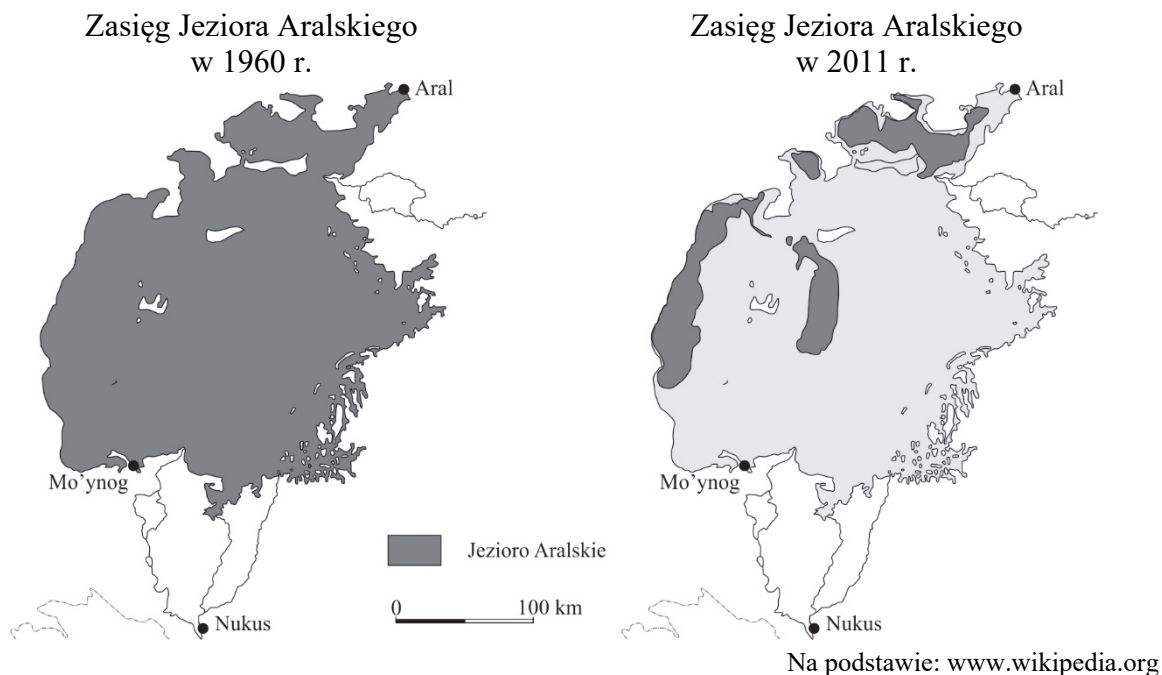 Zasięg Jeziora Aralskiego
w 1960 r.
Aral
Mo’ynog
Nukus
Jezioro Aralskie
0 100 km
Zasięg Jeziora Aralskiego
w 2011 r.
Aral
Mo’ynog
Nukus
Na podstawie: www.wikipedia.org